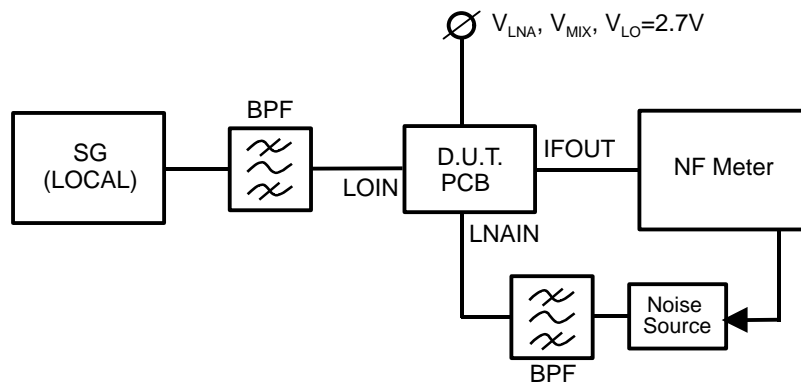 V_LNA, V_MIX, V_LO=2.7V
BPF
SG
(LOCAL)
LOIN
D.U.T.
PCB
IFOUT
NF Meter
LNAIN
Noise
Source
BPF